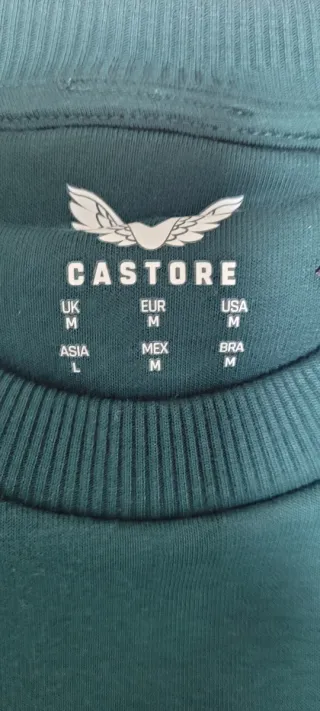 CASTORE
UK EUR USA
M M M
ASIA MEX BRA
L M M